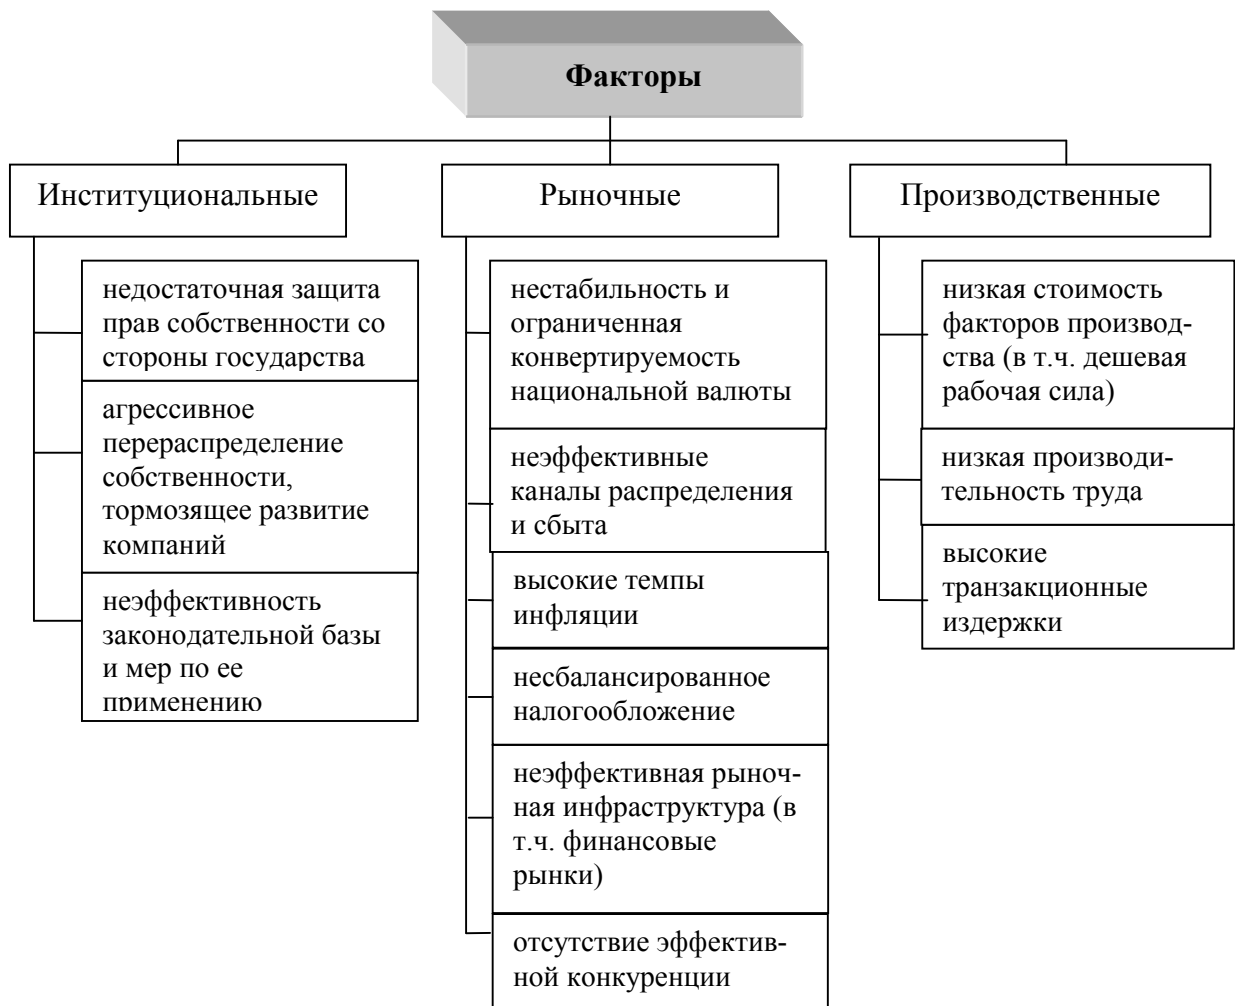 Факторы
Институциональные
недостаточная защита
прав собственности со
стороны государства
агрессивное
перераспределение
собственности,
тормозящее развитие
компаний
неэффективность
законодательной базы
и мер по ее
применению
Рыночные
нестабильность и
ограниченная
конвертируемость
национальной валюты
неэффективные
каналы распределения
и сбыта
высокие темпы
инфляции
несбалансированное
налогообложение
неэффективная рыноч-
ная инфраструктура (в
т.ч. финансовые
рынки)
отсутствие эффектив-
ной конкуренции
Производственные
низкая стоимость
факторов производ-
ства (в т.ч. дешевая
рабочая сила)
низкая производи-
тельность труда
высокие
транзакционные
издержки